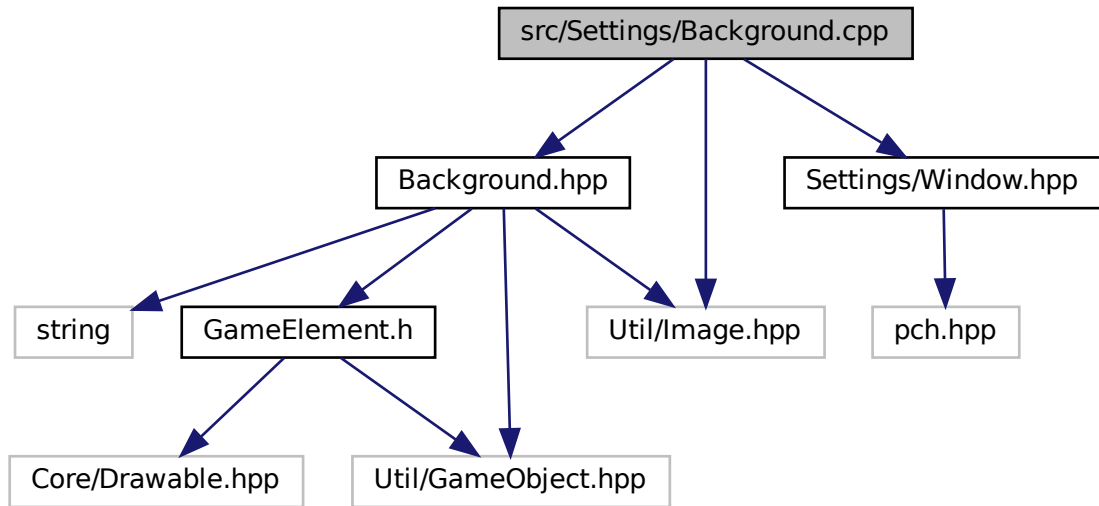 src/Settings/Background.cpp
Background.hpp
Settings/Window.hpp
string
GameElement.h
Util/Image.hpp
pch.hpp
Core/Drawable.hpp
Util/GameObject.hpp